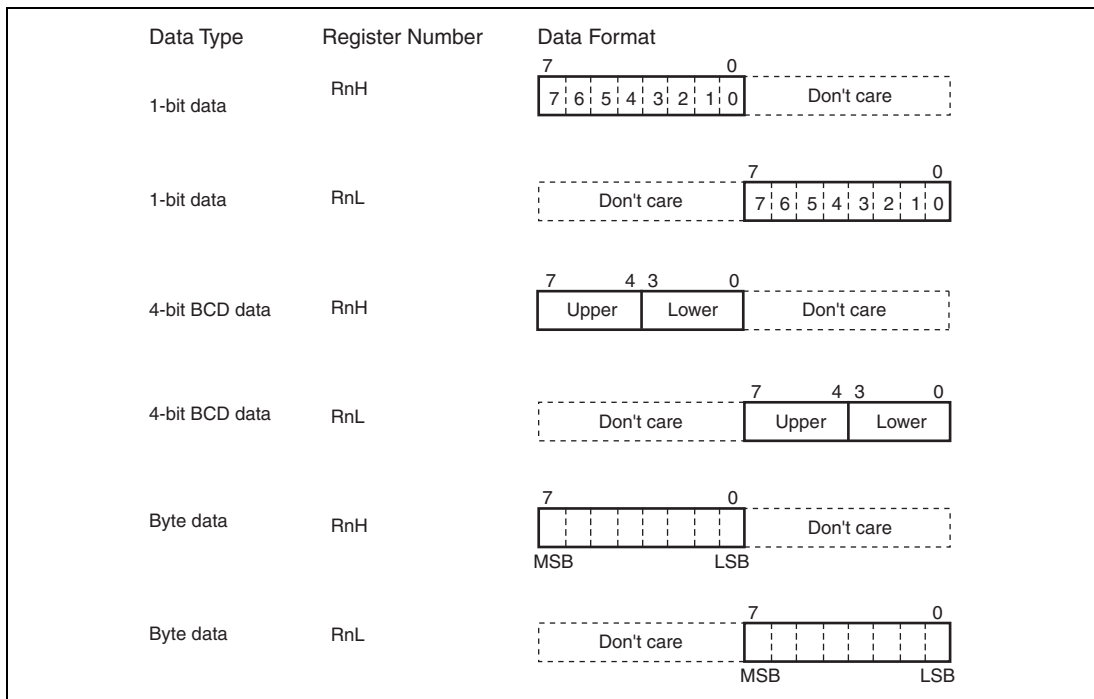 Data Type Register Number Data Format
7 0
1-bit data RnH 7 6 5 4 3 2 1 0 Don't care
7 0
1-bit data RnL Don't care 7 6 5 4 3 2 1 0
7 4 3 0
4-bit BCD data RnH Upper Lower Don't care
7 4 3 0
4-bit BCD data RnL Don't care Upper Lower
7 0
Byte data RnH Don't care
MSB LSB
7 0
Byte data RnL Don't care
MSB LSB